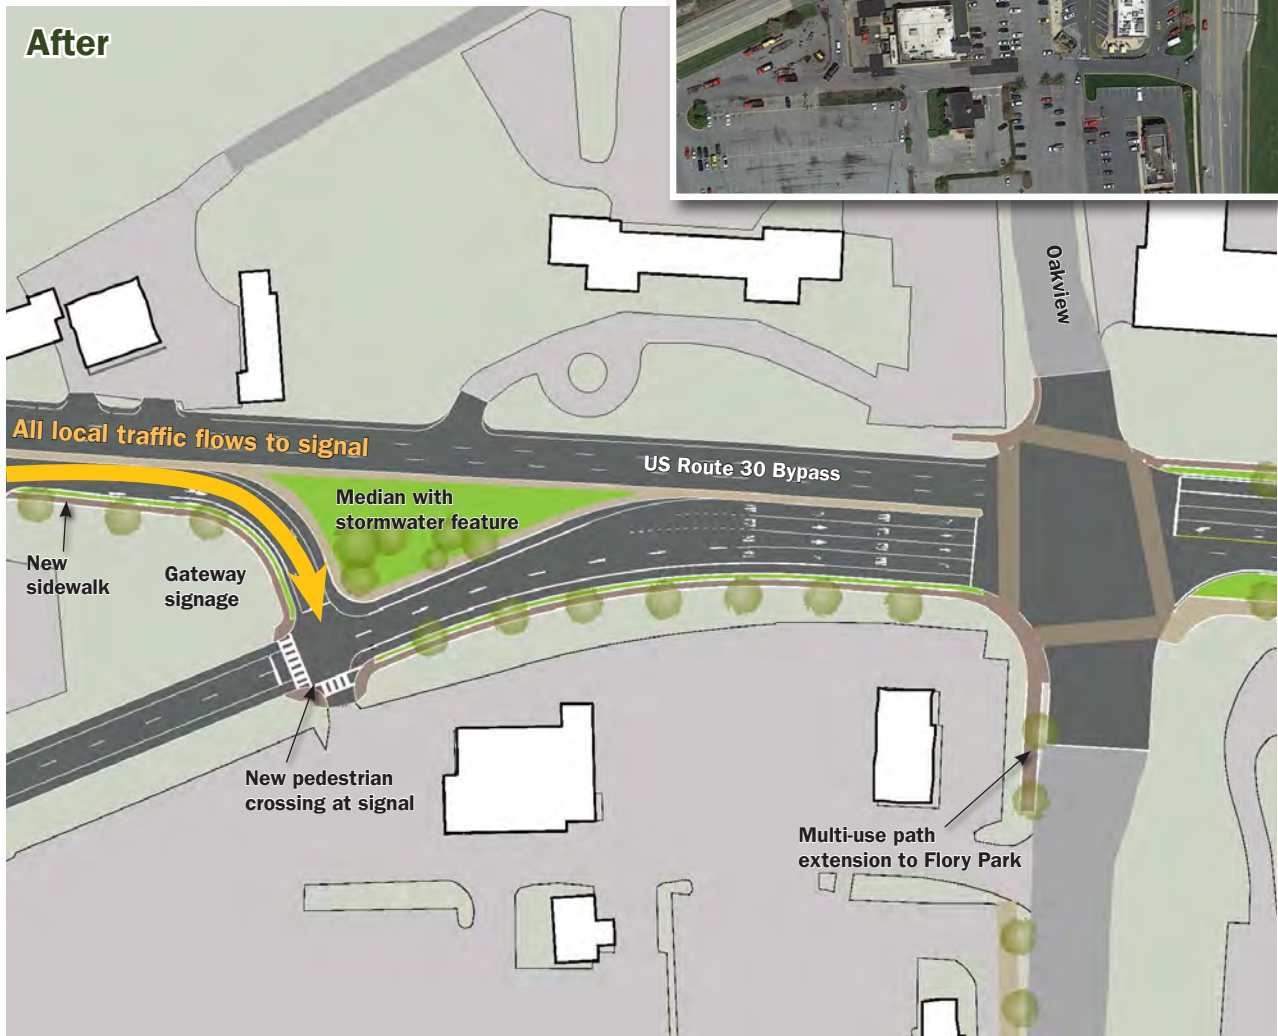 After
Oakview
All local traffic flows to signal
US Route 30 Bypass
Median with
stormwater feature
New
sidewalk
Gateway
signage
New pedestrian
crossing at signal
Multi-use path
extension to Flory Park